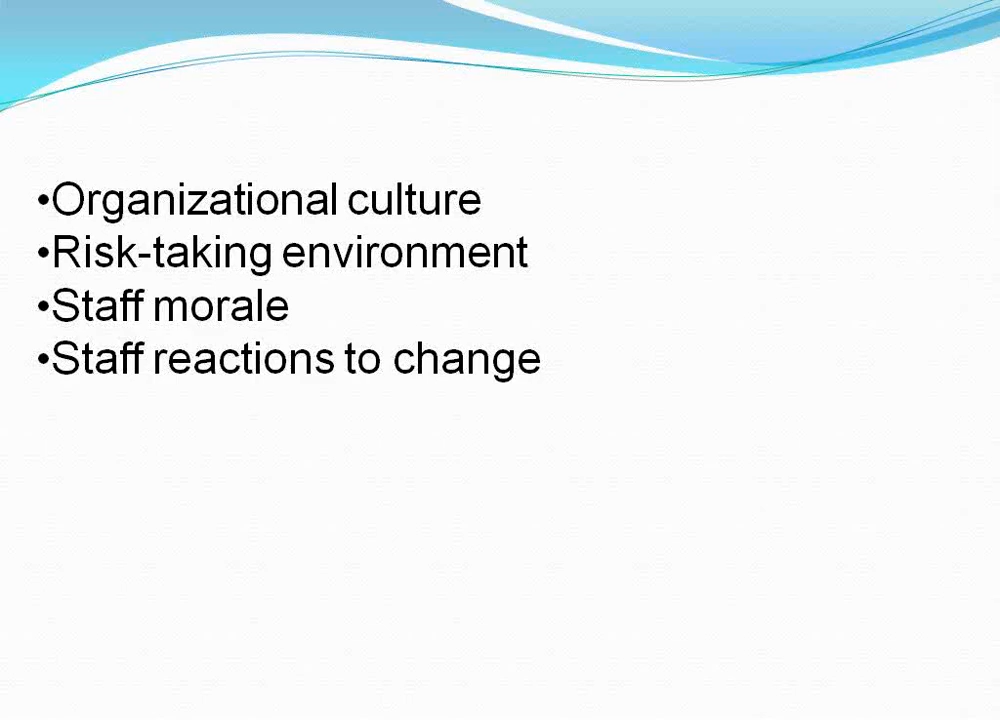 •Organizational culture
•Risk-taking environment
•Staff morale
•Staff reactions to change